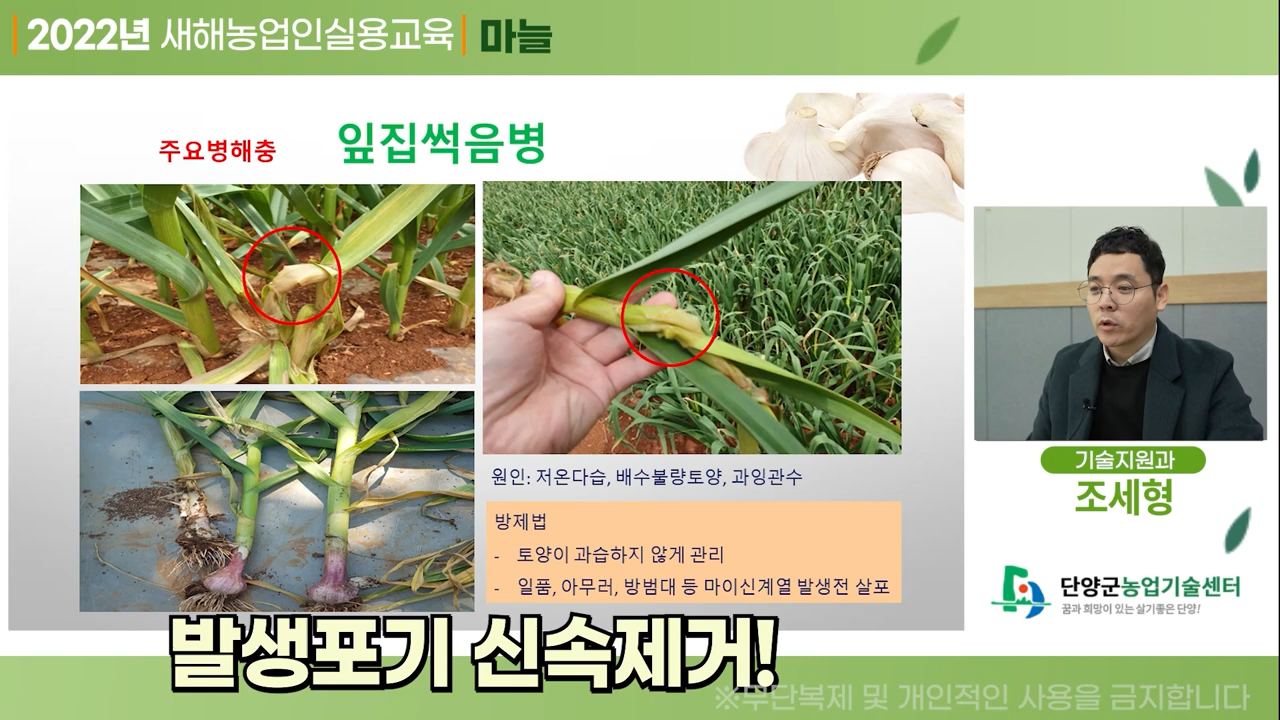 2022년 새해농업인실용교육 마늘
주요병해충 잎집썩음병
원인: 저온다습, 배수불량토양, 과잉관수
방제법
- 토양이 과습하지 않게 관리
- 일품, 아무러, 방범대 등 마이신계열 발생전 살포
기술지원과
조세형
단양군농업기술센터
꿈과 희망이 있는 살기좋은 단양!
발생포기 신속제거!
※무단복제 및 개인적인 사용을 금지합니다